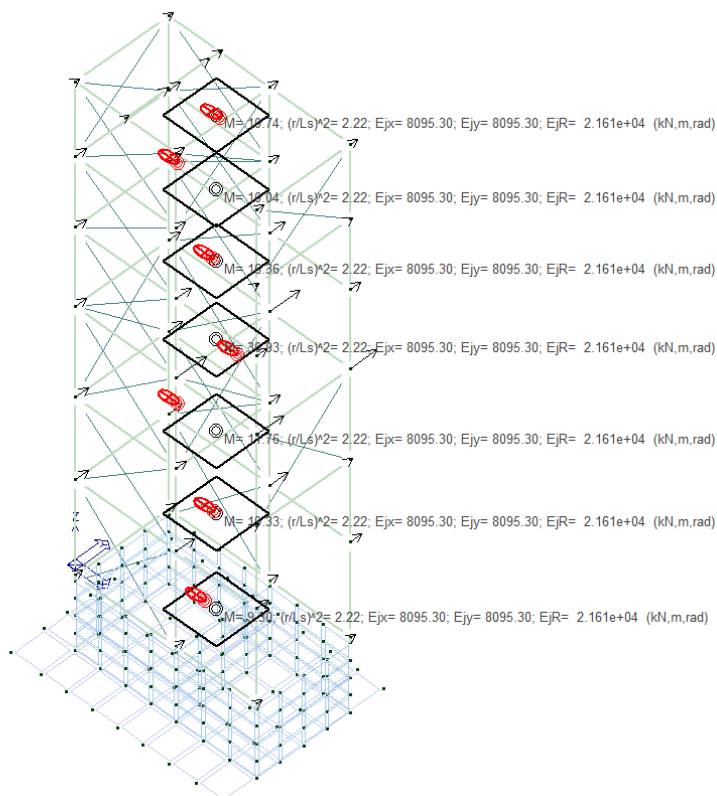 M= 18.74; (r/Ls)^2= 2.22; Ejx= 8095.30; Ejy= 8095.30; EjR= 2.161e+04 (kN,m,rad)
M= 19.04; (r/Ls)^2= 2.22; Ejx= 8095.30; Ejy= 8095.30; EjR= 2.161e+04 (kN,m,rad)
(r/Ls)^2= 2.22; Ejx= 8095.30; Ejy= 8095.30; EjR= 2.161e+04 (kN,m,rad)
(r/Ls)^2= 2.22; Ejx= 8095.30; Ejy= 8095.30; EjR= 2.161e+04 (kN,m,rad)
(r/Ls)^2= 2.22; Ejx= 8095.30; Ejy= 8095.30; EjR= 2.161e+04 (kN,m,rad)
(r/Ls)^2= 2.22; Ejx= 8095.30; Ejy= 8095.30; EjR= 2.161e+04 (kN,m,rad)
M= 9.30; (r/Ls)^2= 2.22; Ejx= 8095.30; Ejy= 8095.30; EjR= 2.161e+04 (kN,m,rad)